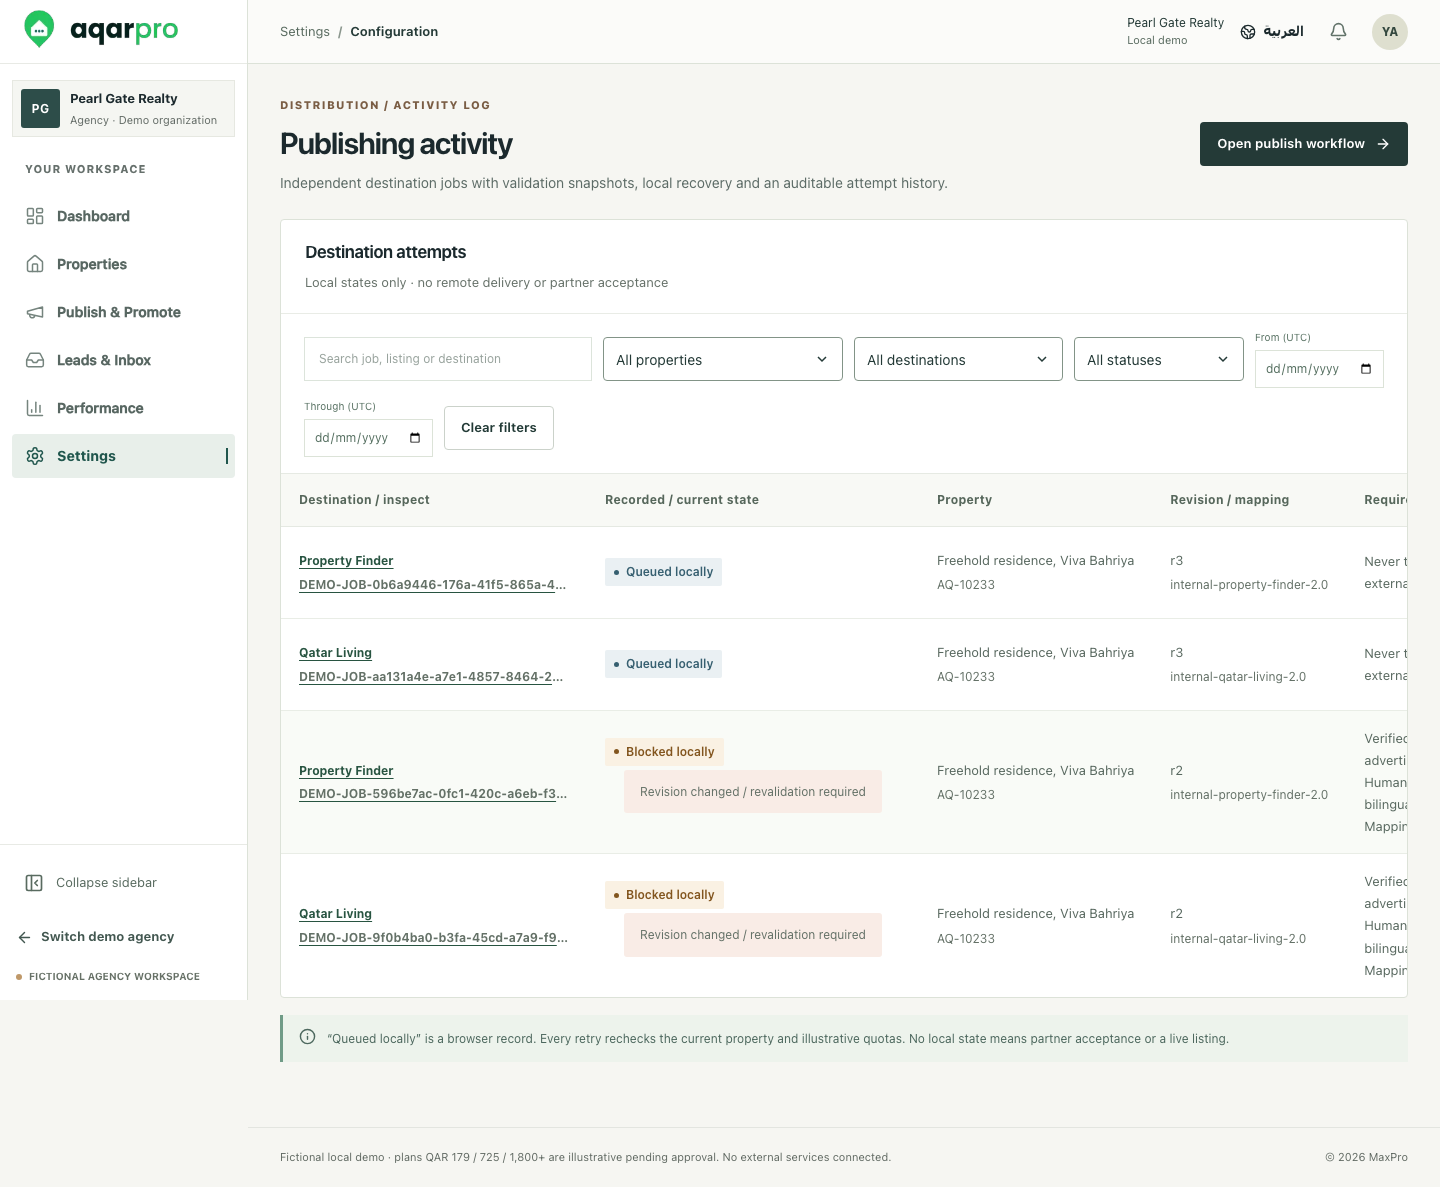 aqarpro
PG
Pearl Gate Realty
Agency · Demo organization
YOUR WORKSPACE
Dashboard
Properties
Publish & Promote
Leads & Inbox
Performance
Settings
Collapse sidebar
Switch demo agency
FICTIONAL AGENCY WORKSPACE
Settings / Configuration
Pearl Gate Realty
Local demo
العربية
YA
DISTRIBUTION / ACTIVITY LOG
Publishing activity
Independent destination jobs with validation snapshots, local recovery and an auditable attempt history.
Open publish workflow
Destination attempts
Local states only · no remote delivery or partner acceptance
Search job, listing or destination
All properties
All destinations
All statuses
From (UTC)
dd/mm/yyyy
Through (UTC)
dd/mm/yyyy
Clear filters
Destination / inspect Recorded / current state Property Revision / mapping
Property Finder
DEMO-JOB-0b6a9446-176a-41f5-865a-4...
Queued locally
Freehold residence, Viva Bahriya
AQ-10233
r3
internal-property-finder-2.0
Never
Qatar Living
DEMO-JOB-aa131a4e-a7e1-4857-8464-2...
Queued locally
Freehold residence, Viva Bahriya
AQ-10233
r3
internal-qatar-living-2.0
Never
Property Finder
DEMO-JOB-596be7ac-0fc1-420c-a6eb-f3...
Blocked locally
Revision changed / revalidation required
Freehold residence, Viva Bahriya
AQ-10233
r2
internal-property-finder-2.0
Human
Qatar Living
DEMO-JOB-9f0b4ba0-b3fa-45cd-a7a9-f9...
Blocked locally
Revision changed / revalidation required
Freehold residence, Viva Bahriya
AQ-10233
r2
internal-qatar-living-2.0
Human
“Queued locally” is a browser record. Every retry rechecks the current property and illustrative quotas. No local state means partner acceptance or a live listing.
Fictional local demo · plans QAR 179 / 725 / 1,800+ are illustrative pending approval. No external services connected.
© 2026 MaxPro